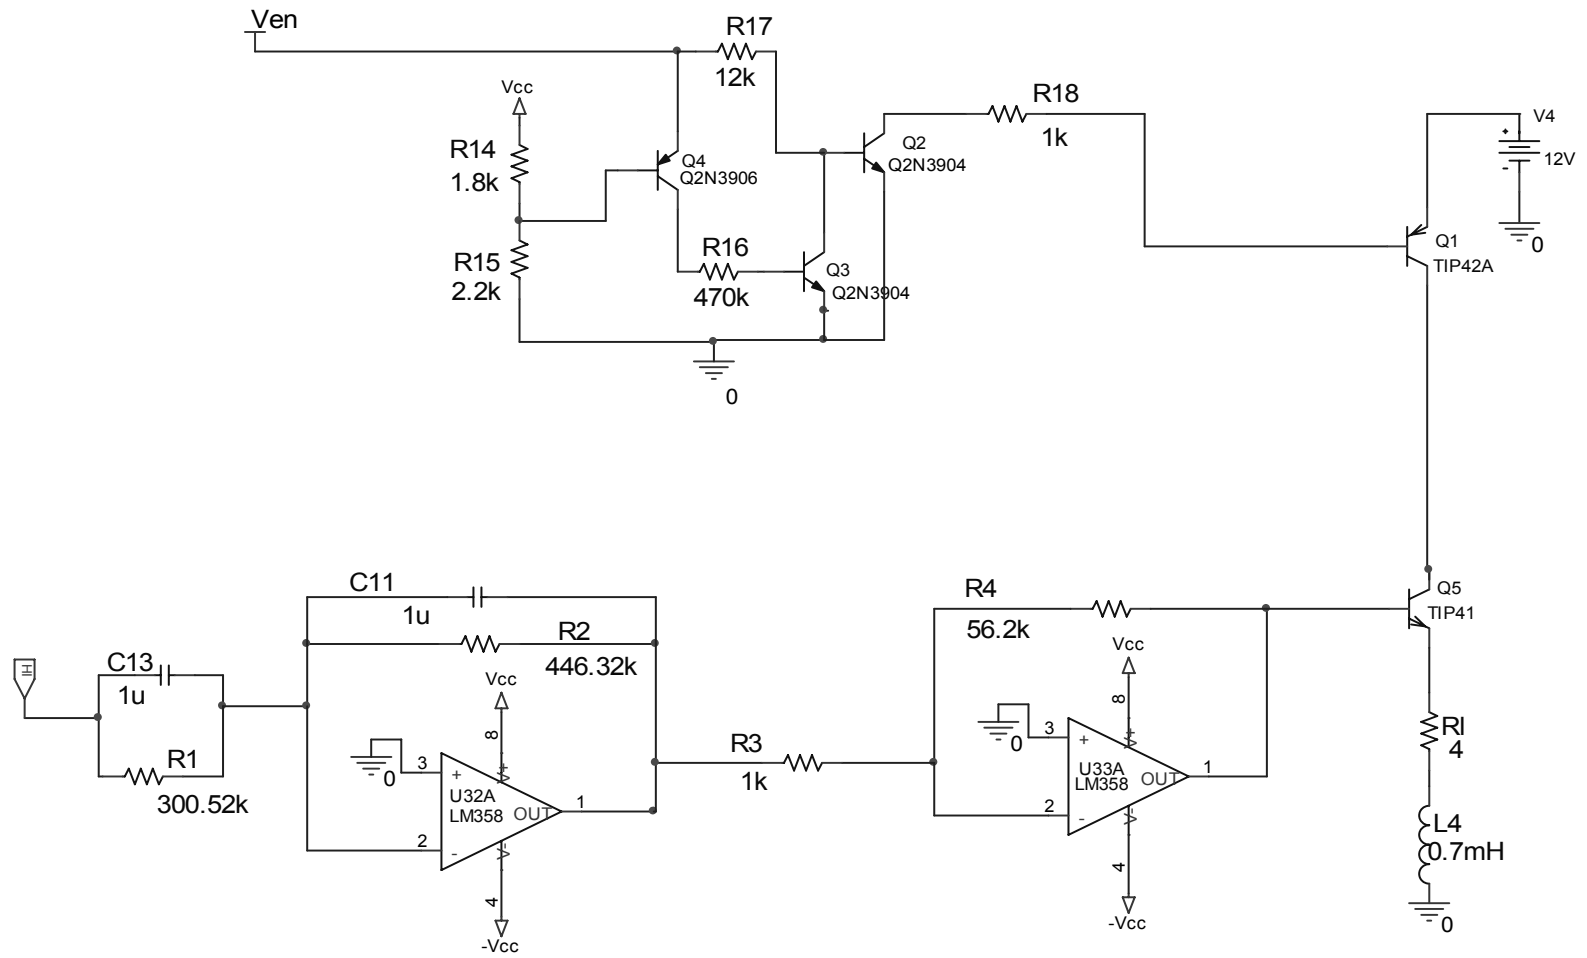 Ven
R17
12k
Vcc
R14
1.8k
Q4
Q2N3906
R15
2.2k
R16
470k
Q3
Q2N3904
0
Q2
Q2N3904
R18
1k
V4
+
12V
-
0
Q1
TIP42A
C11
1u
R2
446.32k
IH
C13
1u
R1
300.52k
Vcc
8
V+
0
3
+
U32A
LM358
OUT
1
2
-
V-
4
-Vcc
R3
1k
R4
56.2k
Vcc
8
V+
0
3
+
U33A
LM358
OUT
1
2
-
V-
4
-Vcc
Q5
TIP41
Rl
4
L4
0.7mH
0